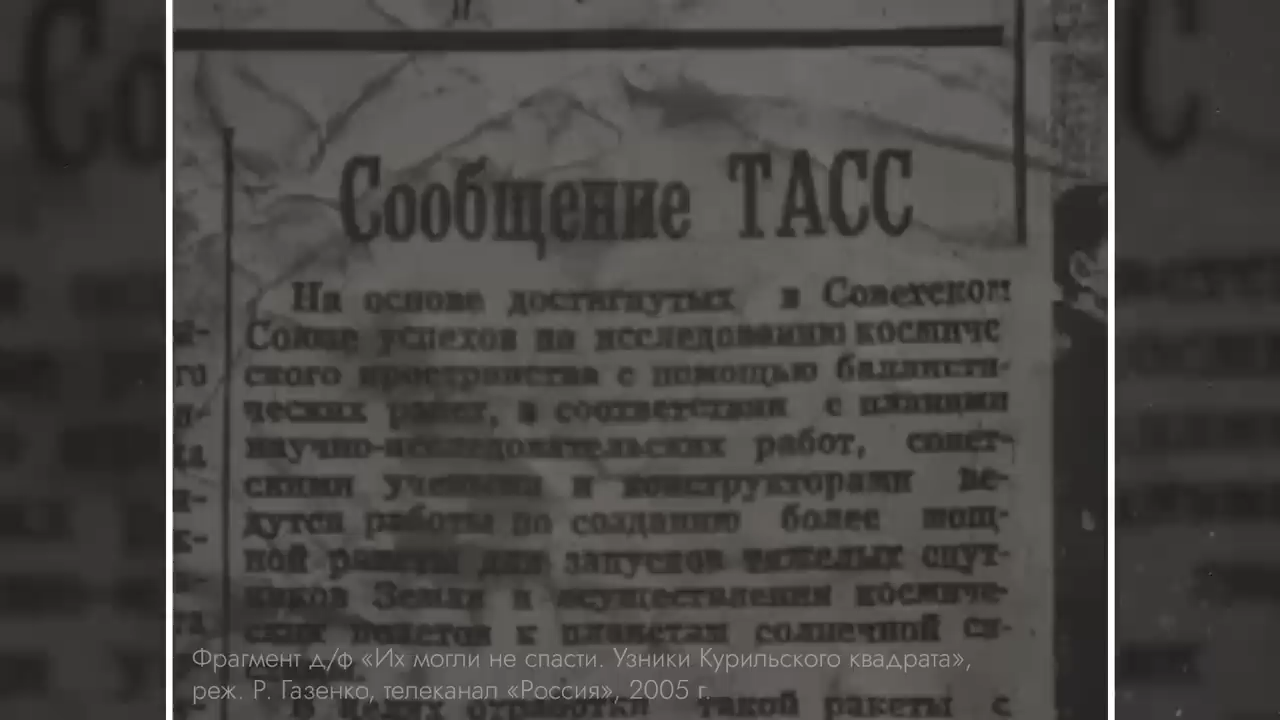 Сообщение ТАСС
На основе достигнутых в Советском
Союзе успехов по исследованию космиче
ского пространства с помощью баллисти-
ческих ракет, в соответствии с планами
научно-исследовательских работ, совет-
скими учеными и конструкторами ве-
дутся работы по созданию более мощ-
ной ракеты для запусков тяжелых спут-
ников Земли и осуществления космиче-
ских полетов к планетам солнечной си-
Фрагмент д/ф «Их могли не спасти. Узники Курильского квадрата»,
реж. Р. Газенко, телеканал «Россия», 2005 г.
В целях отработки такой ракеты с